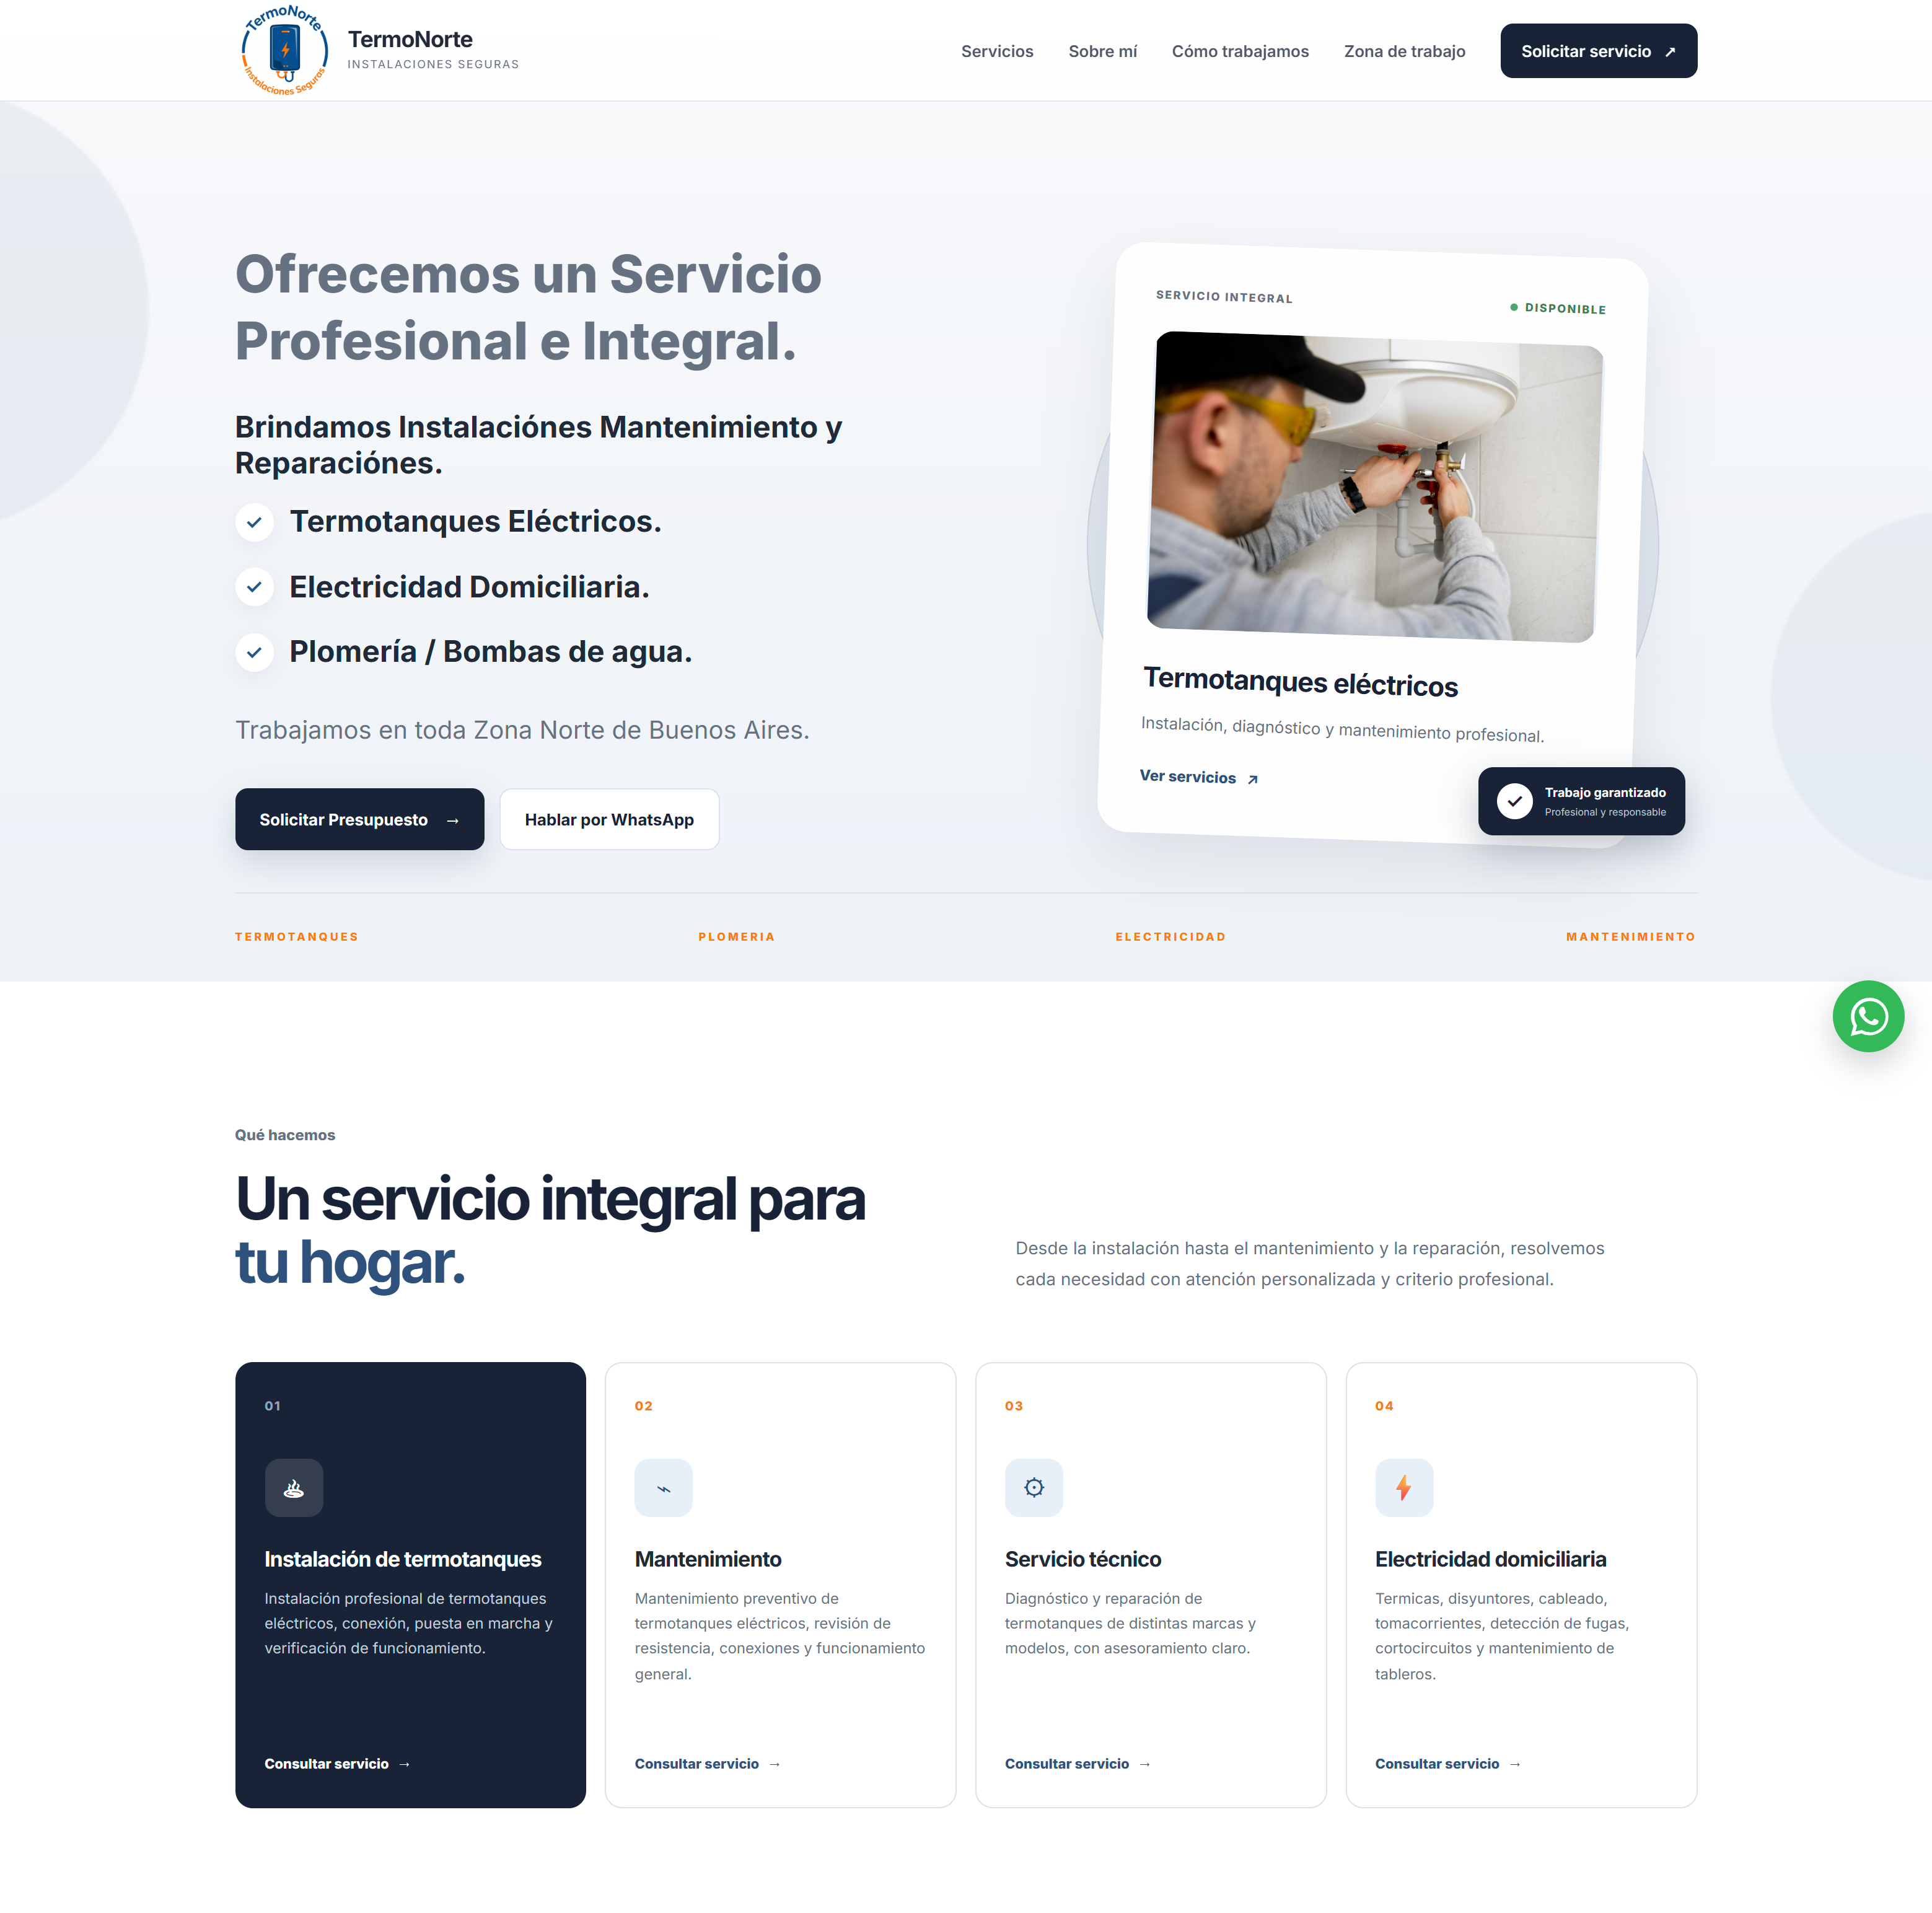 TermoNorte
Instalaciones Seguras
TermoNorte
INSTALACIONES SEGURAS
Servicios
Sobre mí
Cómo trabajamos
Zona de trabajo
Solicitar servicio ↗
Ofrecemos un Servicio
Profesional e Integral.
Brindamos Instalaciónes Mantenimiento y
Reparaciónes.
Termotanques Eléctricos.
Electricidad Domiciliaria.
Plomería / Bombas de agua.
Trabajamos en toda Zona Norte de Buenos Aires.
Solicitar Presupuesto →
Hablar por WhatsApp
SERVICIO INTEGRAL
DISPONIBLE
Termotanques eléctricos
Instalación, diagnóstico y mantenimiento profesional.
Ver servicios ↗
Trabajo garantizado
Profesional y responsable
TERMOTANQUES
PLOMERIA
ELECTRICIDAD
MANTENIMIENTO
Qué hacemos
Un servicio integral para
tu hogar.
Desde la instalación hasta el mantenimiento y la reparación, resolvemos
cada necesidad con atención personalizada y criterio profesional.
01
Instalación de termotanques
Instalación profesional de termotanques
eléctricos, conexión, puesta en marcha y
verificación de funcionamiento.
Consultar servicio →
02
Mantenimiento
Mantenimiento preventivo de
termotanques eléctricos, revisión de
resistencia, conexiones y funcionamiento
general.
Consultar servicio →
03
Servicio técnico
Diagnóstico y reparación de
termotanques de distintas marcas y
modelos, con asesoramiento claro.
Consultar servicio →
04
Electricidad domiciliaria
Termicas, disyuntores, cableado,
tomacorrientes, detección de fugas,
cortocircuitos y mantenimiento de
tableros.
Consultar servicio →